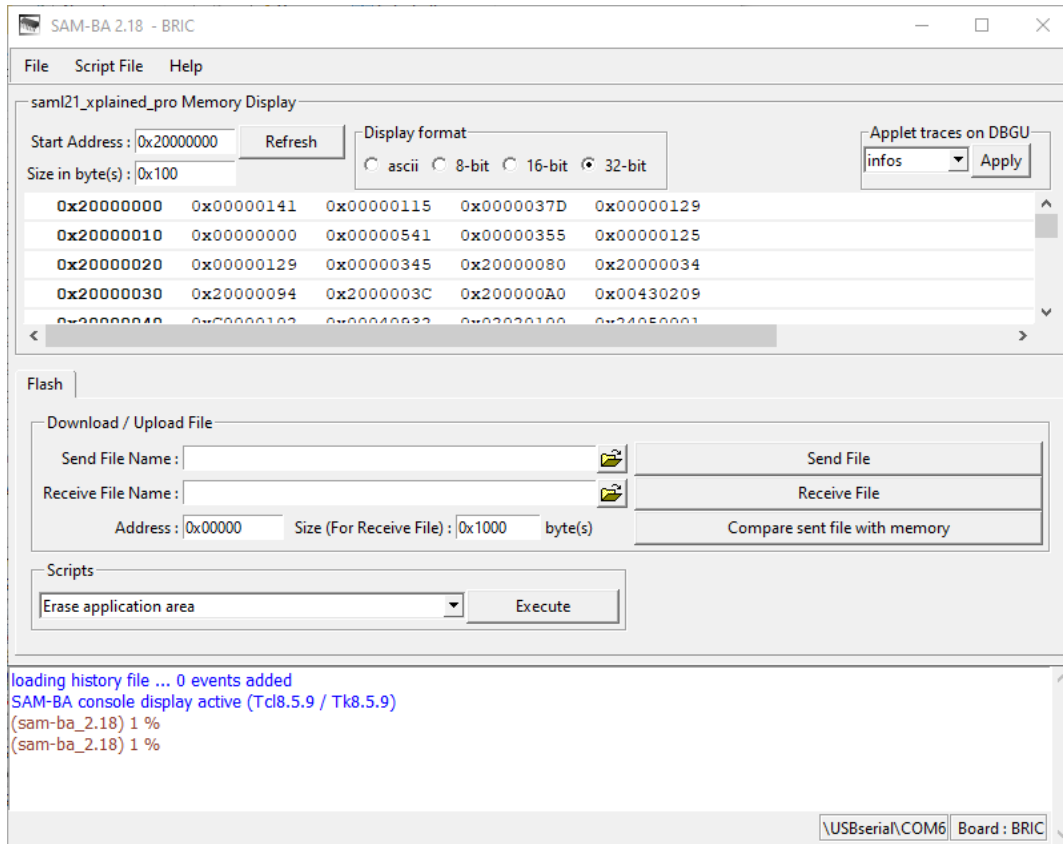 SAM-BA 2.18 - BRIC
File Script File Help
saml21_xplained_pro Memory Display
Start Address : 0x20000000 Refresh
Size in byte(s) : 0x100
Display format
ascii 8-bit 16-bit 32-bit
Applet traces on DBGU
infos Apply
0x20000000 0x00000141 0x00000115 0x0000037D 0x00000129
0x20000010 0x00000000 0x00000541 0x00000355 0x00000125
0x20000020 0x00000129 0x00000345 0x20000080 0x20000034
0x20000030 0x20000094 0x2000003C 0x200000A0 0x00430209
0x20000040 0xC0000102 0x00040932 0x02020100 0x24050001
Flash
Download / Upload File
Send File Name : Send File
Receive File Name : Receive File
Address : 0x00000 Size (For Receive File) : 0x1000 byte(s) Compare sent file with memory
Scripts
Erase application area Execute
loading history file ... 0 events added
SAM-BA console display active (Tcl8.5.9 / Tk8.5.9)
(sam-ba_2.18) 1 %
(sam-ba_2.18) 1 %
\USBserial\COM6 Board : BRIC